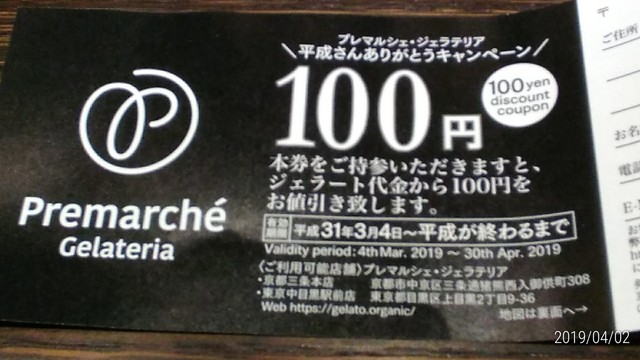 Premarché
Gelateria
プレマルシェ・ジェラテリア
＼平成さんありがとうキャンペーン／
100円
100yen
discount
coupon
本券をご持参いただきますと、
ジェラート代金から100円を
お値引き致します。
有効期限 平成31年3月4日～平成が終わるまで
Validity period: 4th Mar. 2019 ～ 30th Apr. 2019
〈ご利用可能店舗〉プレマルシェ・ジェラテリア
・京都三条本店 京都市中京区三条通猪熊西入御供町308
・東京中目黒駅前店 東京都目黒区上目黒2丁目9-36
Web https://gelato.organic/ 地図は裏面へ→
〒
ご住所
お名
電話
E-
2019/04/02